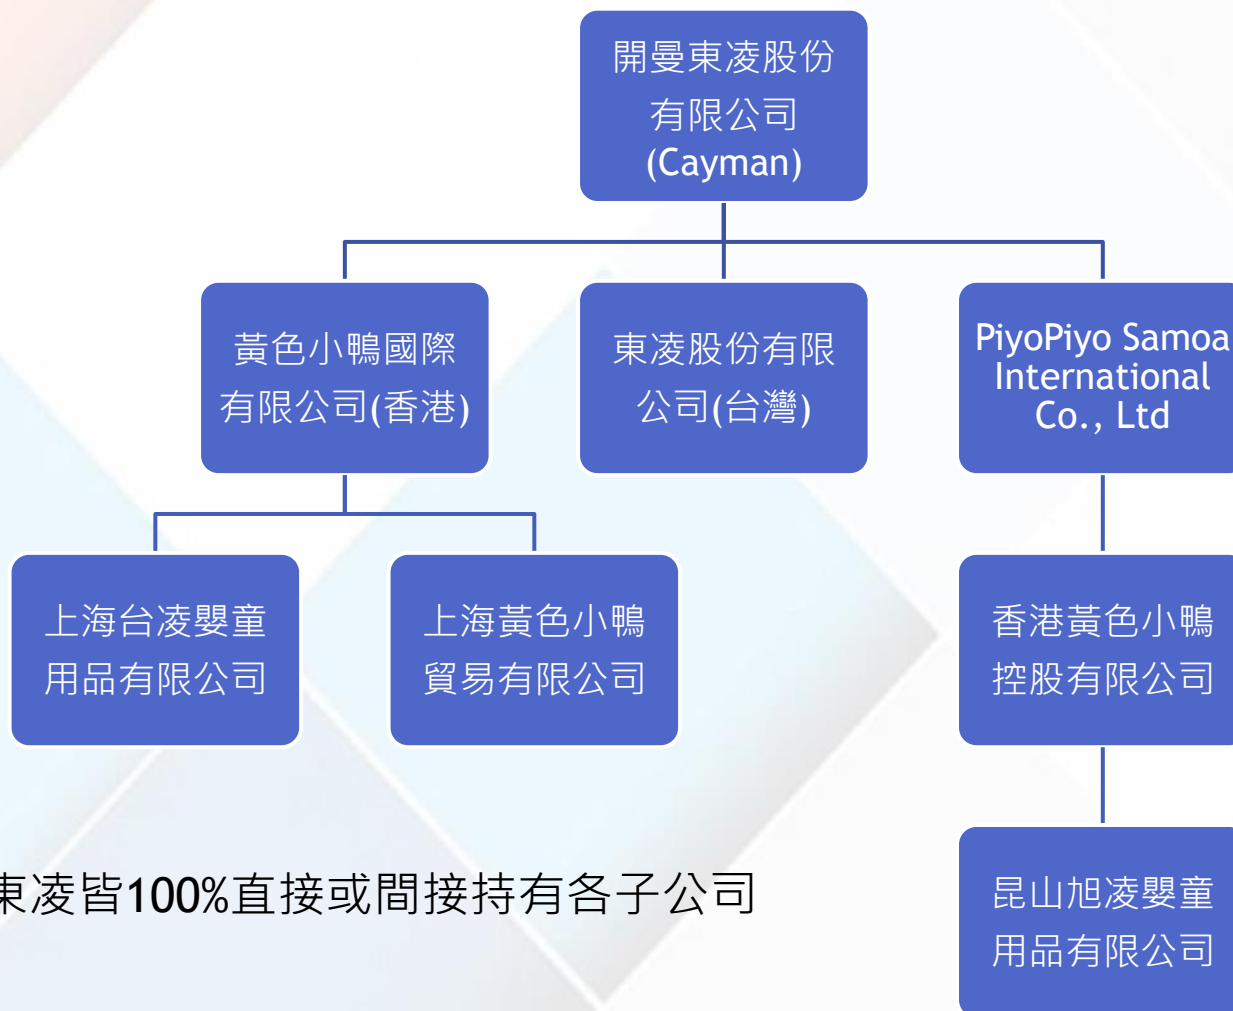 開曼東凌股份
有限公司
(Cayman)
黃色小鴨國際
有限公司(香港)
東凌股份有限
公司(台灣)
PiyoPiyo Samoa
International
Co., Ltd
上海台凌嬰童
用品有限公司
上海黃色小鴨
貿易有限公司
香港黃色小鴨
控股有限公司
昆山旭凌嬰童
用品有限公司
東凌皆100%直接或間接持有各子公司